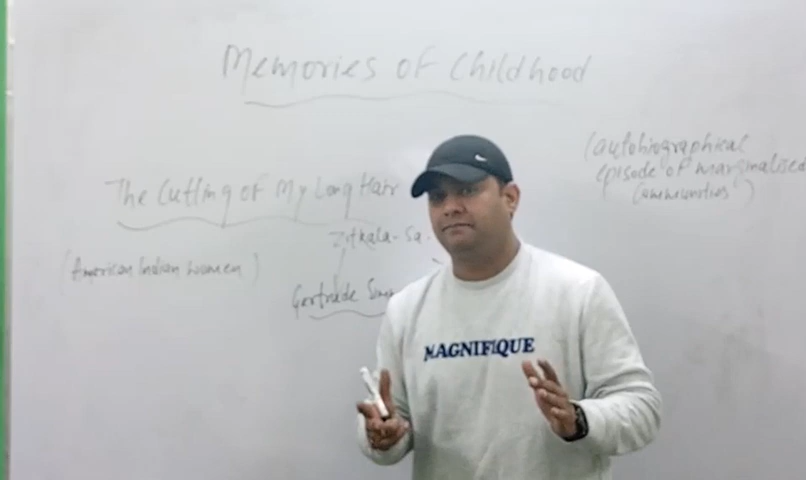 Memories of Childhood
(autobiographical
episode of marginalised
Communities)
The Cutting of My Long Hair
Zitkala-Sa.
(American Indian women)
Gertrude
MAGNIFIQUE